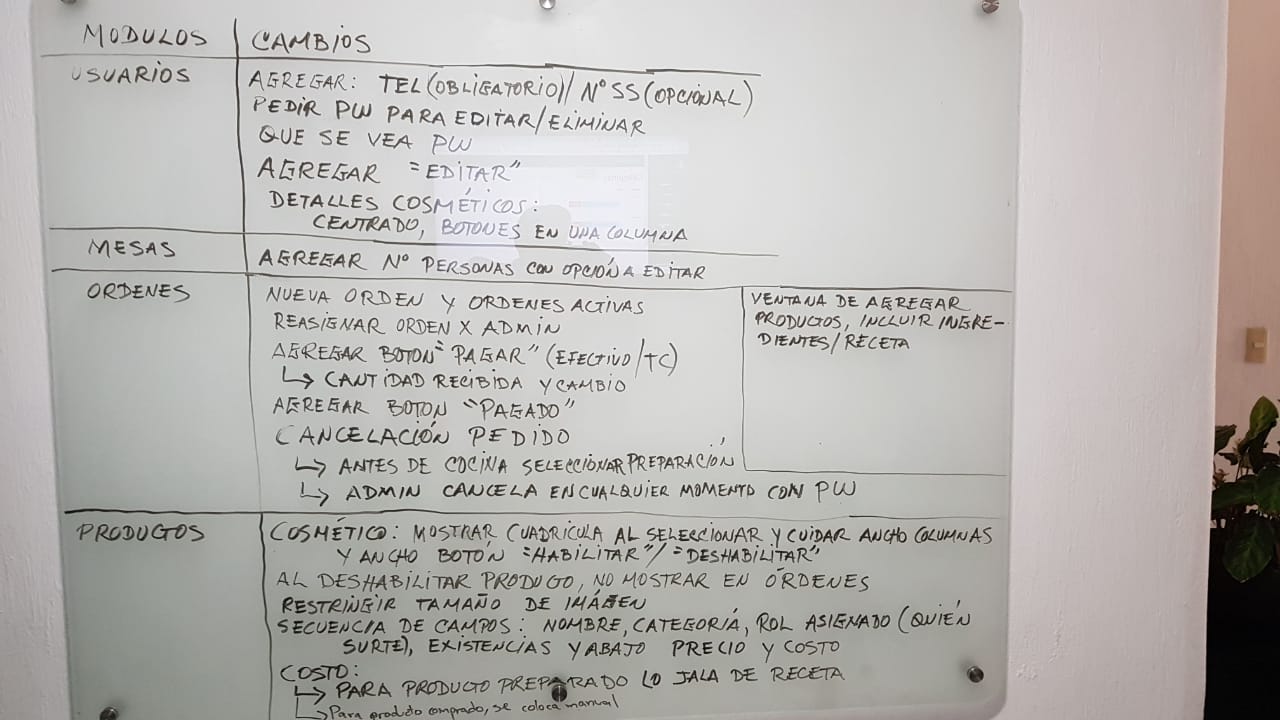 MODULOS CAMBIOS
USUARIOS AGREGAR: TEL (OBLIGATORIO) / Nº SS (OPCIONAL)
PEDIR PW PARA EDITAR/ELIMINAR
QUE SE VEA PW
AGREGAR "EDITAR"
DETALLES COSMÉTICOS:
CENTRADO, BOTONES EN UNA COLUMNA
MESAS AGREGAR Nº PERSONAS CON OPCIÓN A EDITAR
ORDENES NUEVA ORDEN Y ORDENES ACTIVAS
REASIGNAR ORDEN X ADMIN
AGREGAR BOTON "PAGAR" (EFECTIVO/TC)
↳ CANTIDAD RECIBIDA Y CAMBIO
AGREGAR BOTON "PAGADO"
CANCELACIÓN PEDIDO
↳ ANTES DE COCINA SELECCIONAR PREPARACIÓN
↳ ADMIN CANCELA EN CUALQUIER MOMENTO CON PW
VENTANA DE AGREGAR
PRODUCTOS, INCLUIR INGRE-
DIENTES/RECETA
PRODUCTOS COSMÉTICO: MOSTRAR CUADRÍCULA AL SELECCIONAR Y CUIDAR ANCHO COLUMNAS
Y ANCHO BOTÓN "HABILITAR"/"DESHABILITAR"
AL DESHABILITAR PRODUCTO, NO MOSTRAR EN ÓRDENES
RESTRINGIR TAMAÑO DE IMÁGEN
SECUENCIA DE CAMPOS: NOMBRE, CATEGORÍA, ROL ASIGNADO (QUIÉN
SURTE), EXISTENCIAS Y ABAJO PRECIO Y COSTO
COSTO:
↳ PARA PRODUCTO PREPARADO LO JALA DE RECETA
↳ Para producto comprado, se coloca manual